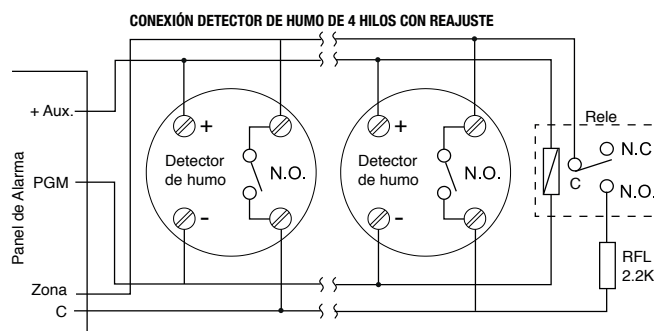 CONEXIÓN DETECTOR DE HUMO DE 4 HILOS CON REAJUSTE
Panel de Alarma
+ Aux.
PGM
Zona
C
+
Detector
de humo
N.O.
-
+
Detector
de humo
N.O.
-
Rele
N.C
C
N.O.
RFL
2.2K